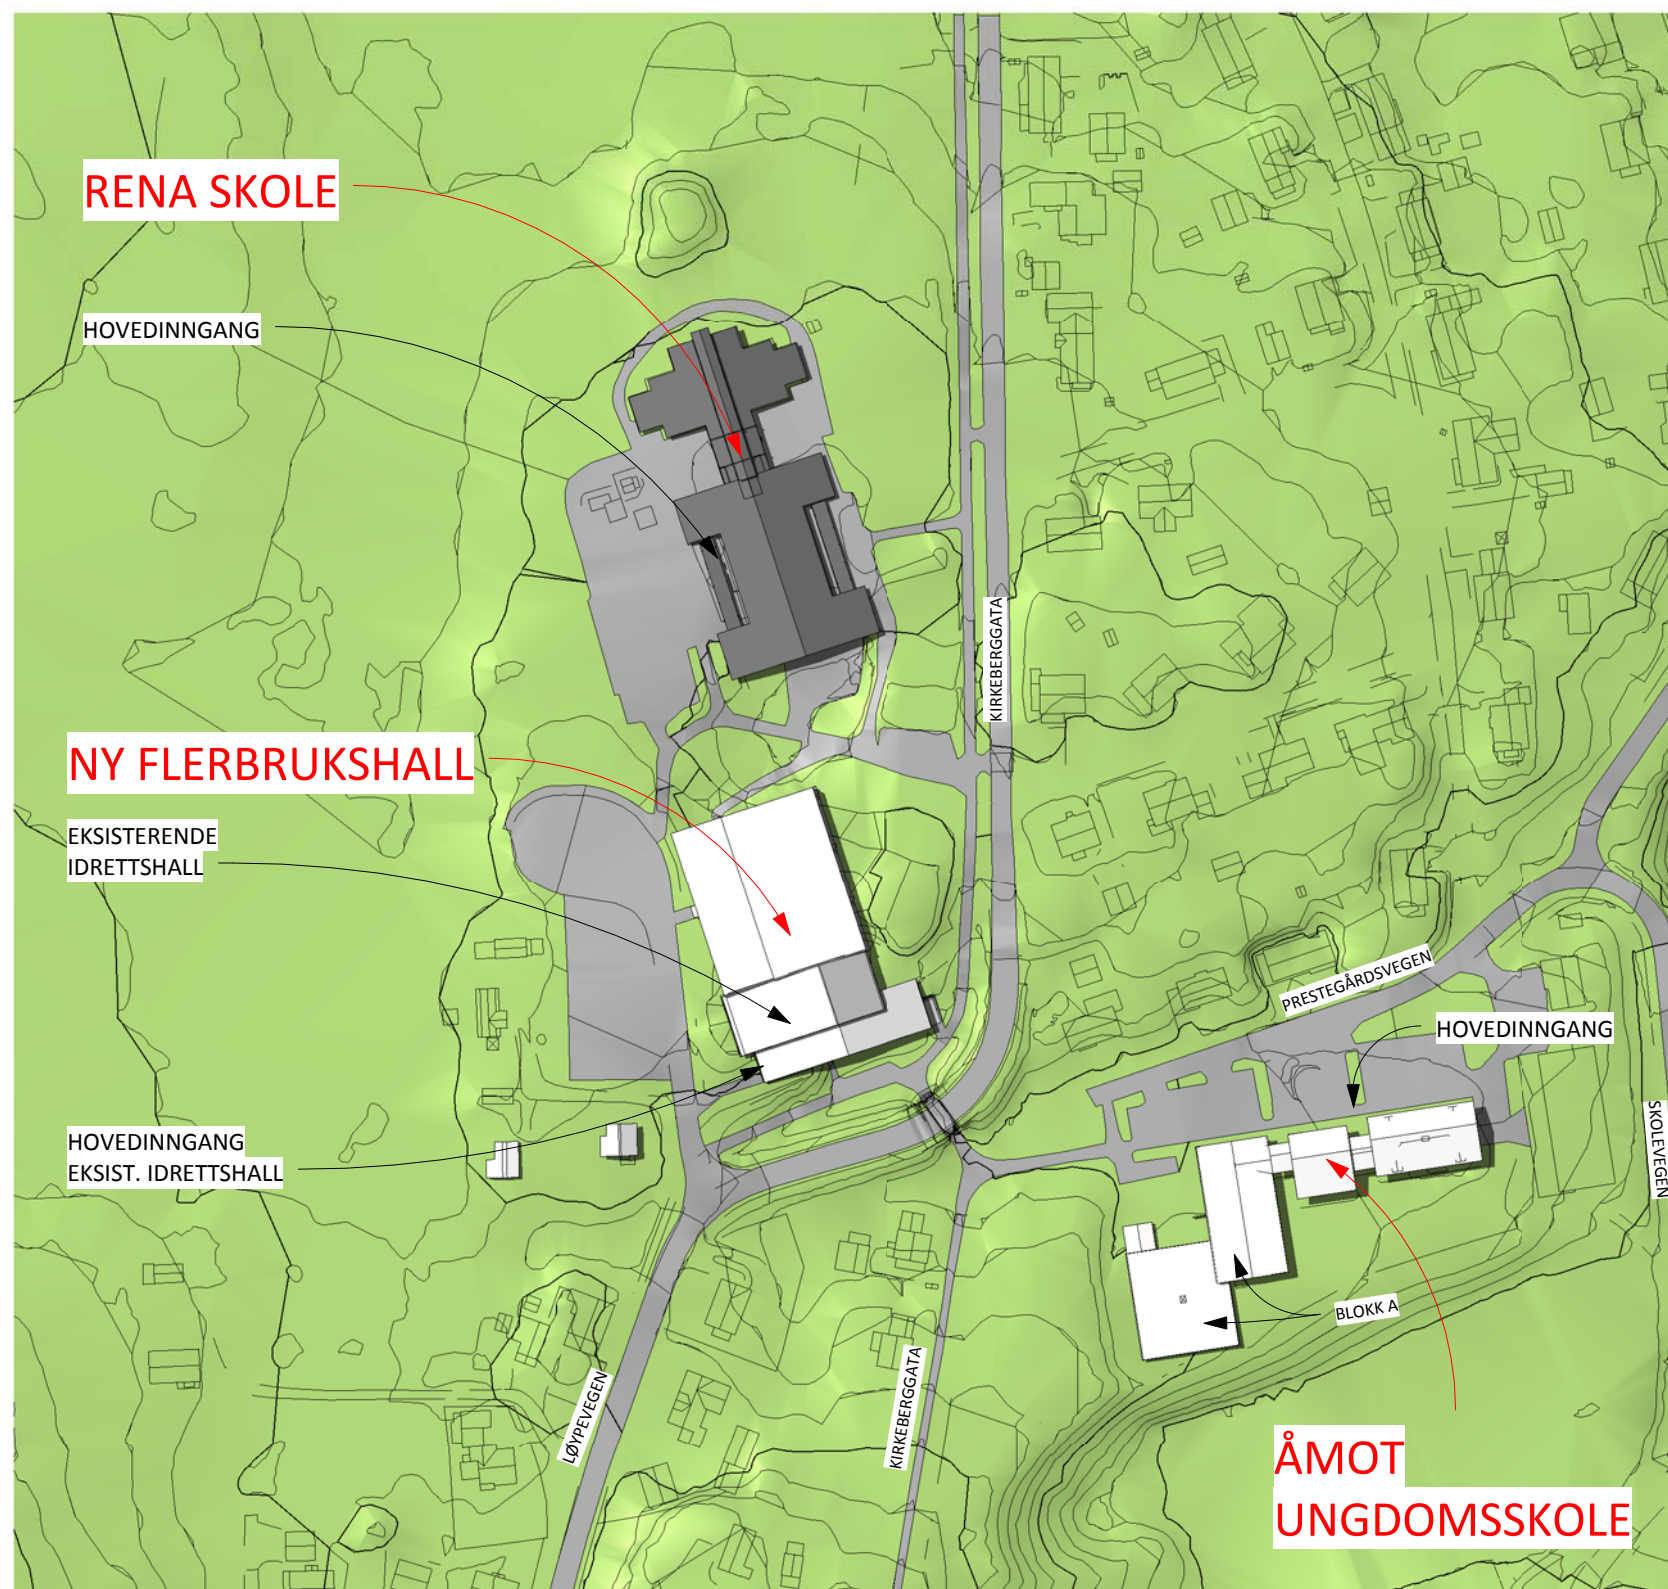 RENA SKOLE
HOVEDINNGANG
KIRKEBERGGATA
NY FLERBRUKSHALL
EKSISTERENDE
IDRETTSHALL
PRESTEGÅRDSVEGEN
HOVEDINNGANG
SKOLEVEGEN
HOVEDINNGANG
EKSIST. IDRETTSHALL
BLOKK A
LØYPEVEGEN
KIRKEBERGGATA
ÅMOT
UNGDOMSSKOLE